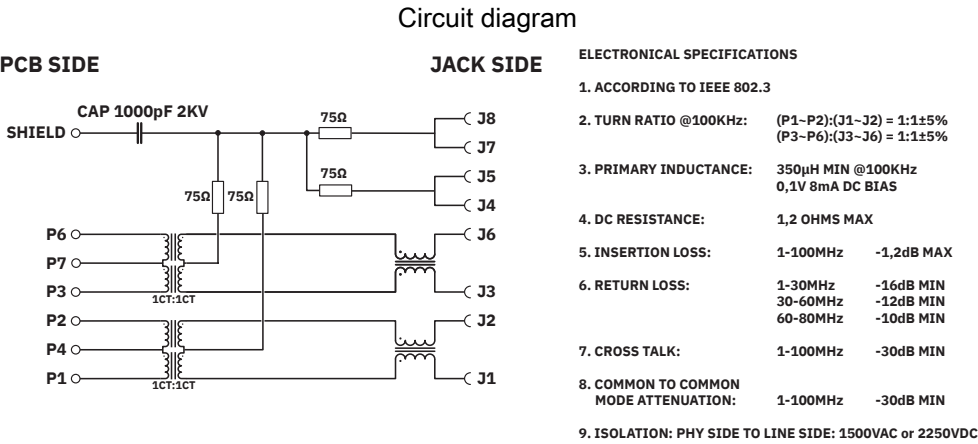 Circuit diagram
PCB SIDE
JACK SIDE
CAP 1000pF 2KV
SHIELD
75Ω
75Ω
75Ω 75Ω
J8
J7
J5
J4
J6
J3
J2
J1
P6
P7
P3
1CT:1CT
P2
P4
P1
1CT:1CT
ELECTRONICAL SPECIFICATIONS
1. ACCORDING TO IEEE 802.3
2. TURN RATIO @100KHz: (P1~P2):(J1~J2) = 1:1±5%
(P3~P6):(J3~J6) = 1:1±5%
3. PRIMARY INDUCTANCE: 350µH MIN @100KHz
0,1V 8mA DC BIAS
4. DC RESISTANCE: 1,2 OHMS MAX
5. INSERTION LOSS: 1-100MHz -1,2dB MAX
6. RETURN LOSS: 1-30MHz -16dB MIN
30-60MHz -12dB MIN
60-80MHz -10dB MIN
7. CROSS TALK: 1-100MHz -30dB MIN
8. COMMON TO COMMON
MODE ATTENUATION: 1-100MHz -30dB MIN
9. ISOLATION: PHY SIDE TO LINE SIDE: 1500VAC or 2250VDC